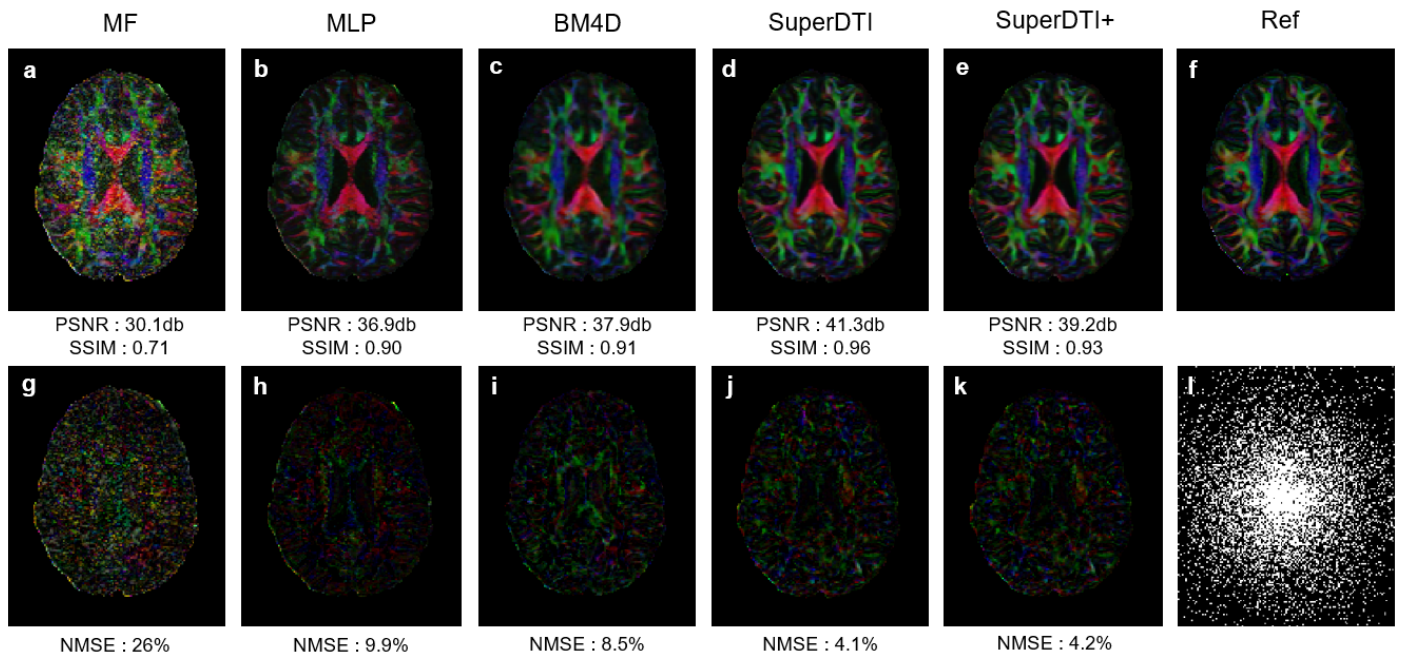 MF MLP BM4D SuperDTI SuperDTI+ Ref
a b c d e f
PSNR : 30.1db PSNR : 36.9db PSNR : 37.9db PSNR : 41.3db PSNR : 39.2db
SSIM : 0.71 SSIM : 0.90 SSIM : 0.91 SSIM : 0.96 SSIM : 0.93
g h i j k l
NMSE : 26% NMSE : 9.9% NMSE : 8.5% NMSE : 4.1% NMSE : 4.2%